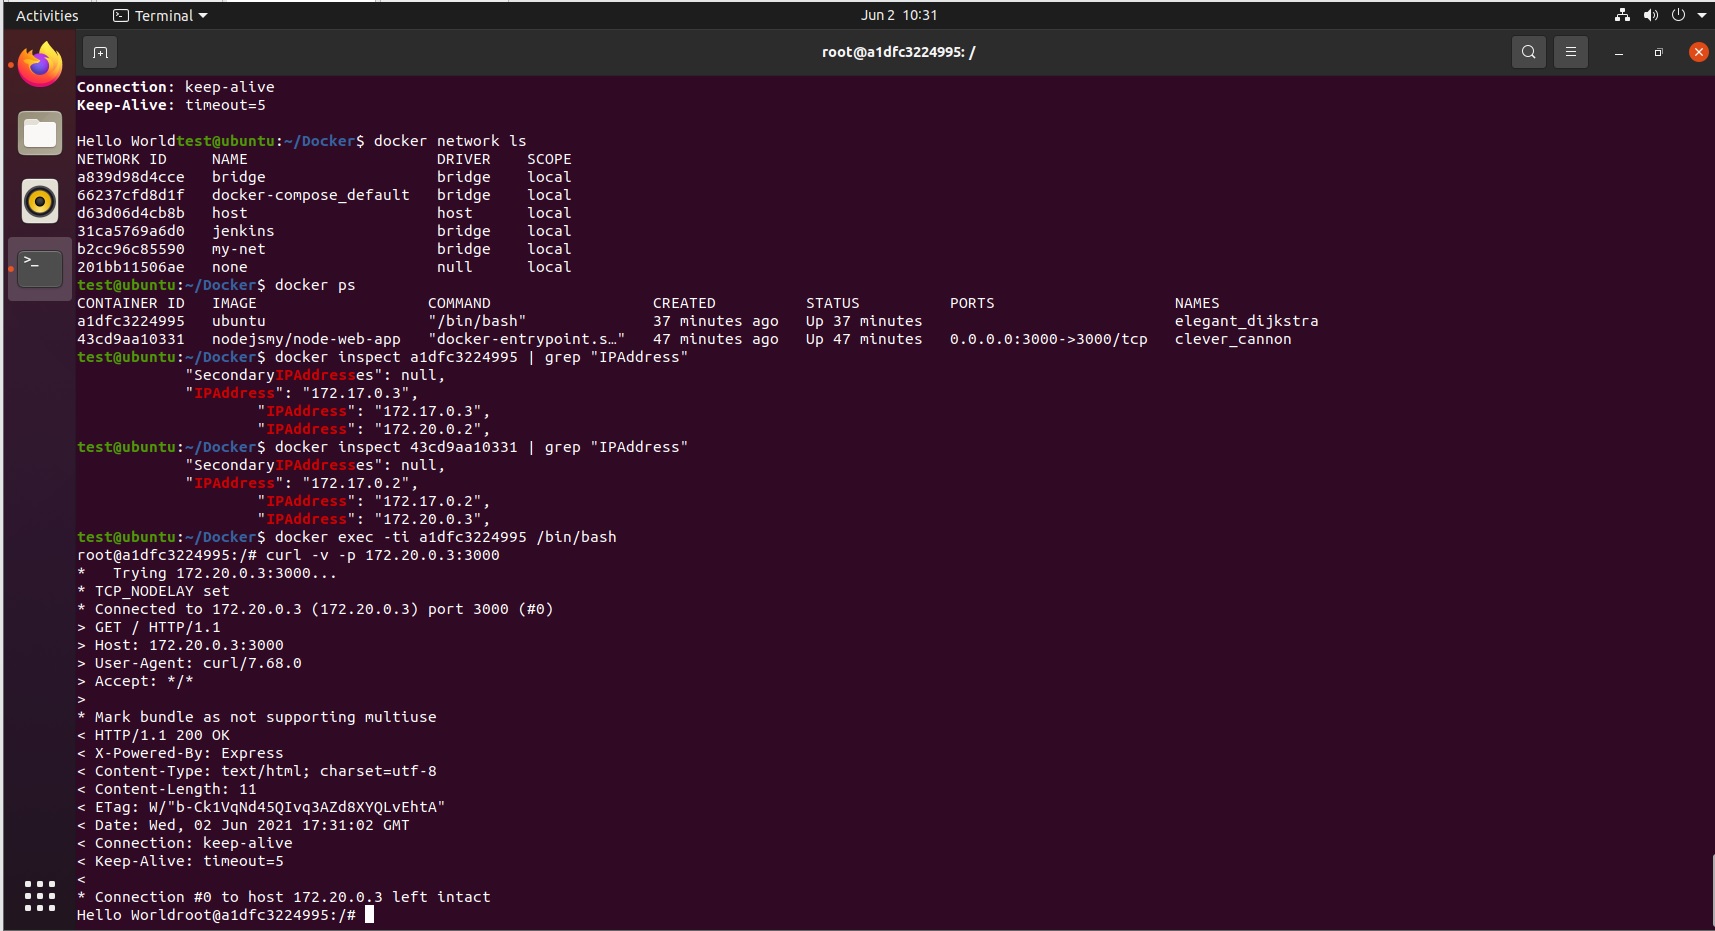 Activities Terminal Jun 2 10:31
root@a1dfc3224995: /
Connection: keep-alive
Keep-Alive: timeout=5
Hello Worldtest@ubuntu:~/Docker$ docker network ls
NETWORK ID NAME DRIVER SCOPE
a839d98d4cce bridge bridge local
66237cfd8d1f docker-compose_default bridge local
d63d06d4cb8b host host local
31ca5769a6d0 jenkins bridge local
b2cc96c85590 my-net bridge local
201bb11506ae none null local
test@ubuntu:~/Docker$ docker ps
CONTAINER ID IMAGE COMMAND CREATED STATUS PORTS NAMES
a1dfc3224995 ubuntu "/bin/bash" 37 minutes ago Up 37 minutes elegant_dijkstra
43cd9aa10331 nodejsmy/node-web-app "docker-entrypoint.s…" 47 minutes ago Up 47 minutes 0.0.0.0:3000->3000/tcp clever_cannon
test@ubuntu:~/Docker$ docker inspect a1dfc3224995 | grep "IPAddress"
"SecondaryIPAddresses": null,
"IPAddress": "172.17.0.3",
"IPAddress": "172.17.0.3",
"IPAddress": "172.20.0.2",
test@ubuntu:~/Docker$ docker inspect 43cd9aa10331 | grep "IPAddress"
"SecondaryIPAddresses": null,
"IPAddress": "172.17.0.2",
"IPAddress": "172.17.0.2",
"IPAddress": "172.20.0.3",
test@ubuntu:~/Docker$ docker exec -ti a1dfc3224995 /bin/bash
root@a1dfc3224995:/# curl -v -p 172.20.0.3:3000
* Trying 172.20.0.3:3000...
* TCP_NODELAY set
* Connected to 172.20.0.3 (172.20.0.3) port 3000 (#0)
> GET / HTTP/1.1
> Host: 172.20.0.3:3000
> User-Agent: curl/7.68.0
> Accept: */*
>
* Mark bundle as not supporting multiuse
< HTTP/1.1 200 OK
< X-Powered-By: Express
< Content-Type: text/html; charset=utf-8
< Content-Length: 11
< ETag: W/"b-Ck1VqNd45QIvq3AZd8XYQLvEhtA"
< Date: Wed, 02 Jun 2021 17:31:02 GMT
< Connection: keep-alive
< Keep-Alive: timeout=5
<
* Connection #0 to host 172.20.0.3 left intact
Hello Worldroot@a1dfc3224995:/#